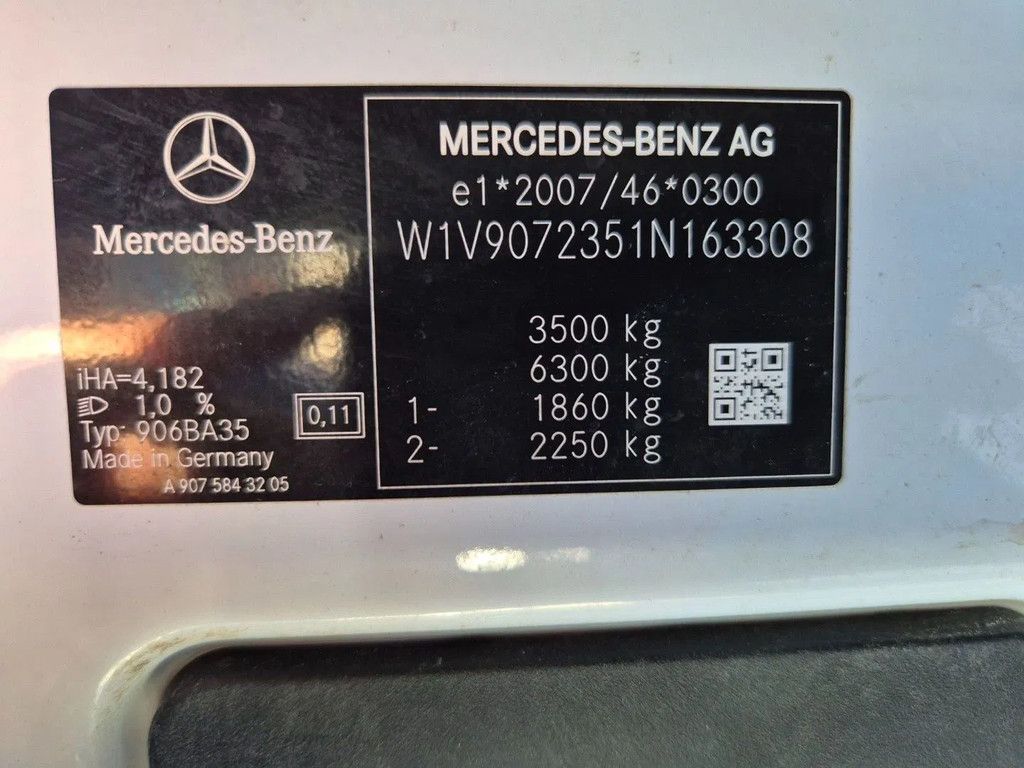 Mercedes-Benz
iHA=4,182
1,0 %
Typ: 906BA35
Made in Germany
A 907 584 32 05
0,11
MERCEDES-BENZ AG
e1*2007/46*0300
W1V9072351N163308
3500 kg
6300 kg
1- 1860 kg
2- 2250 kg